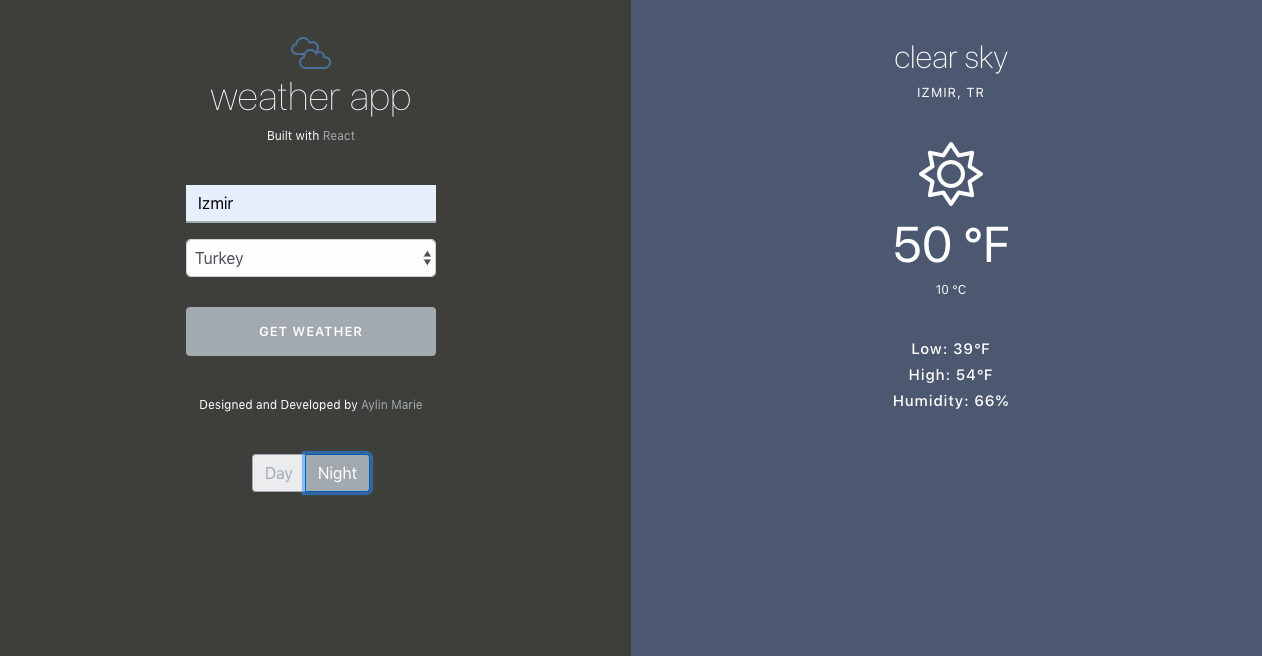 weather app
Built with React
Izmir
Turkey
GET WEATHER
Designed and Developed by Aylin Marie
Day Night
clear sky
IZMIR, TR
50 °F
10 °C
Low: 39°F
High: 54°F
Humidity: 66%